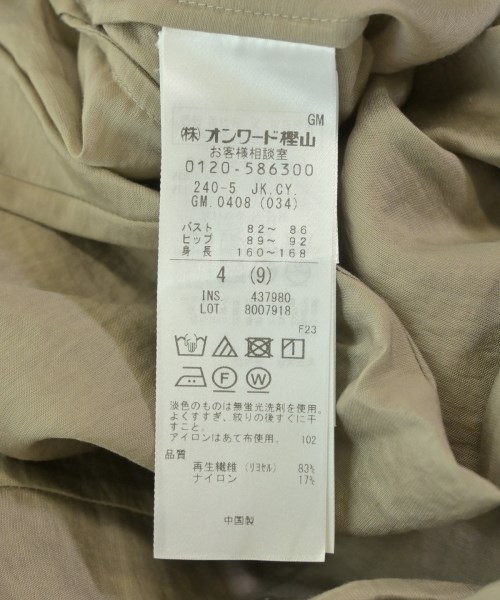 GM
㈱オンワード樫山
お客様相談室
0120-586300
240-5 JK.CY.
GM.0408 (034)
バスト 82～ 86
ヒップ 89～ 92
身長 160～168
4 (9)
INS 437980
LOT 8007918
F23
F W
淡色のものは無蛍光洗剤を使用。
よくすすぎ、絞りの後すぐに干
すこと。
アイロンはあて布使用。 102
品質
再生繊維 (リヨセル) 83%
ナイロン 17%
中国製